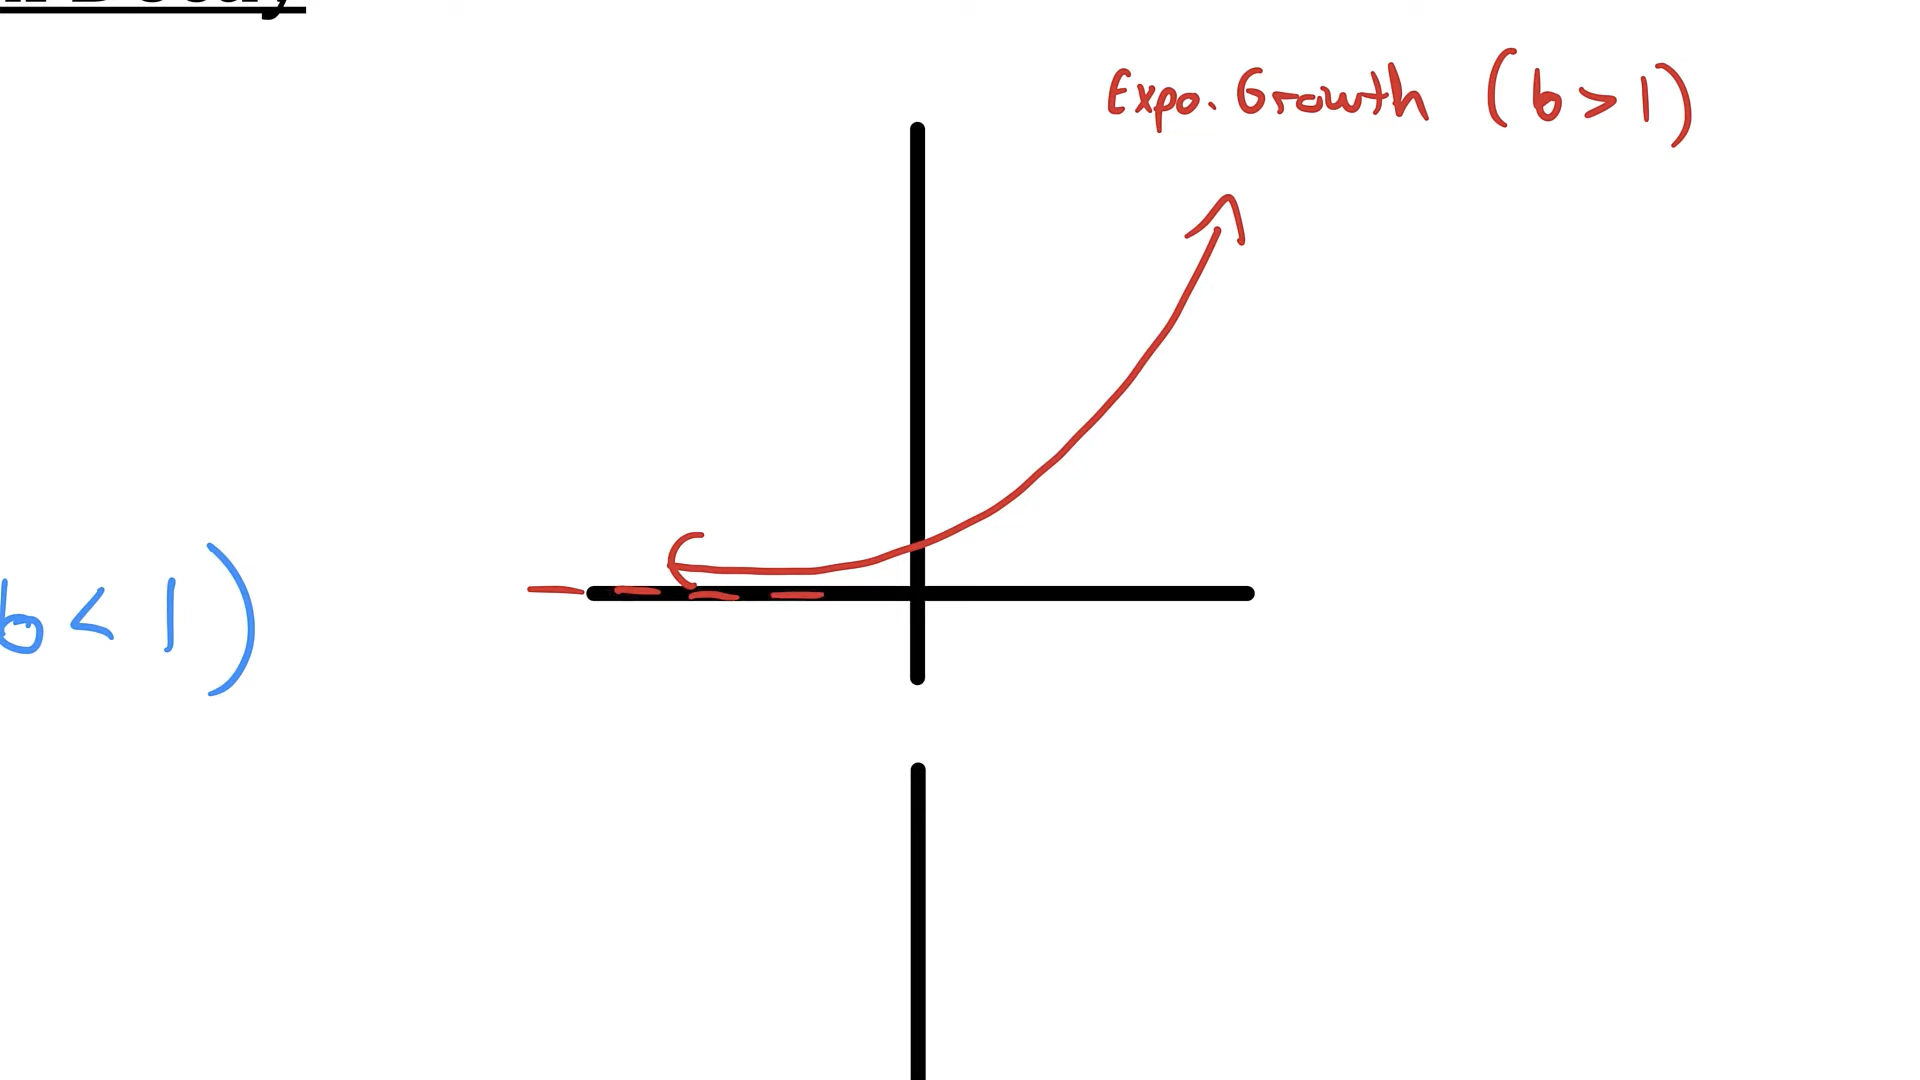 Expo. Growth (b > 1)
b < 1)